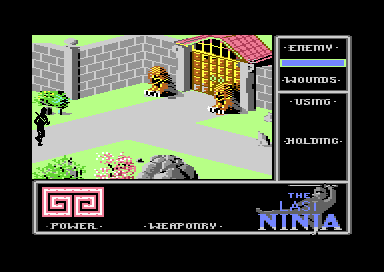 ENEMY
WOUNDS
USING
HOLDING
THE
LAST
NINJA
POWER
WEAPONRY